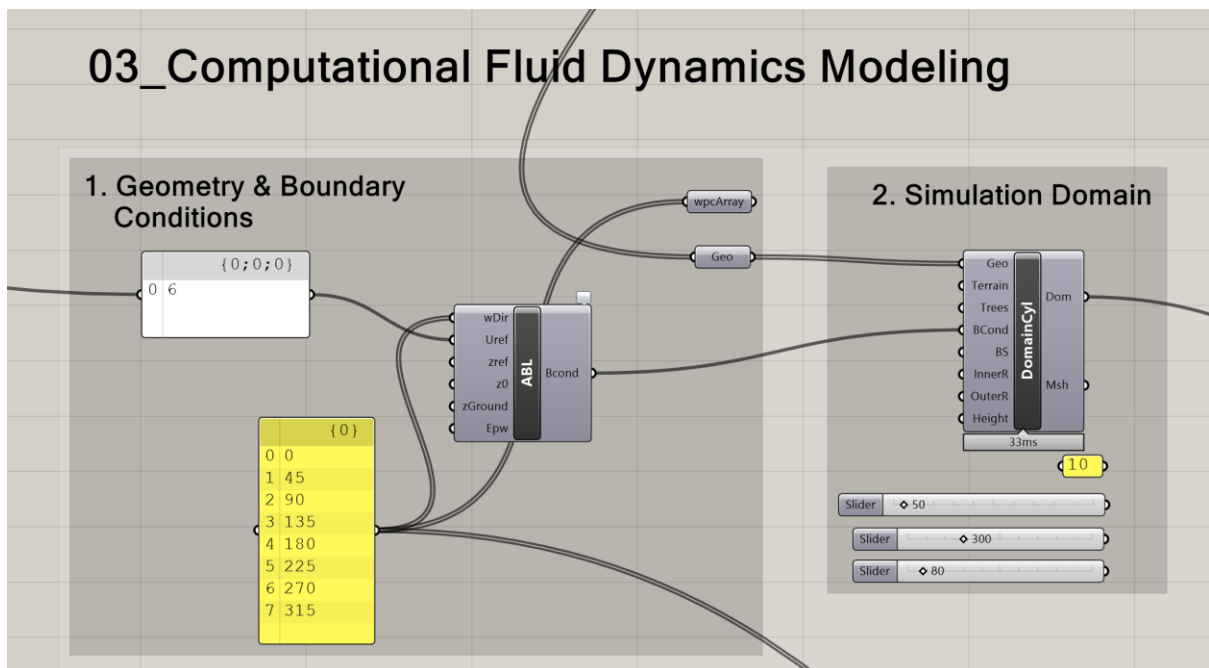 03_Computational Fluid Dynamics Modeling
1. Geometry & Boundary
Conditions
{0;0;0}
0 6
wDir
Uref
zref
z0
zGround
Epw
ABL
Bcond
{0}
0 0
1 45
2 90
3 135
4 180
5 225
6 270
7 315
wpcArray
Geo
2. Simulation Domain
Geo
Terrain
Trees
BCond
BS
InnerR
OuterR
Height
DomainCyl
Dom
Msh
33ms
10
Slider 50
Slider 300
Slider 80